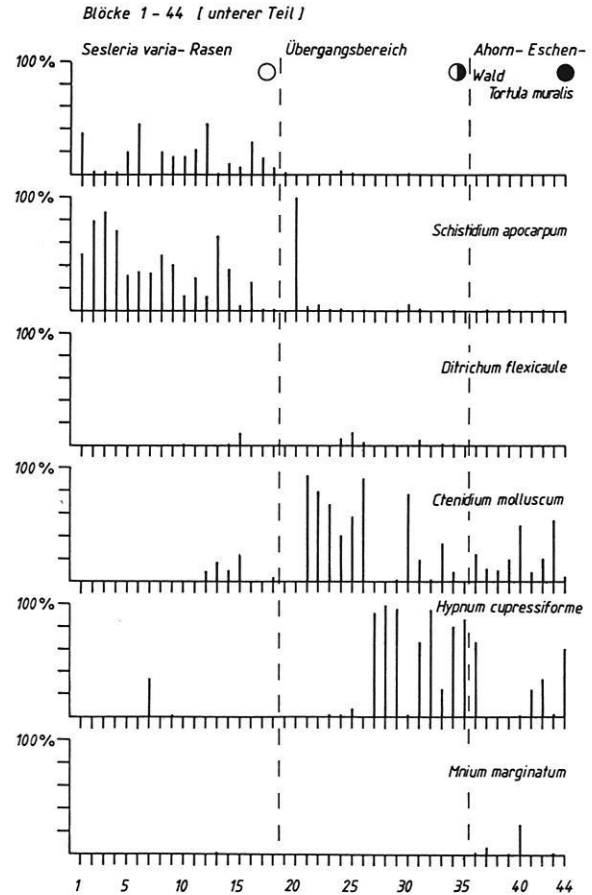 Blöcke 1 - 44 [ unterer Teil ]
Sesleria varia- Rasen Übergangsbereich Ahorn- Eschen-
100% Wald
Tortula muralis
100%
Schistidium apocarpum
100%
Ditrichum flexicaule
100%
Ctenidium molluscum
100% Hypnum cupressiforme
100%
Mnium marginatum
1 5 10 15 20 25 30 35 40 44